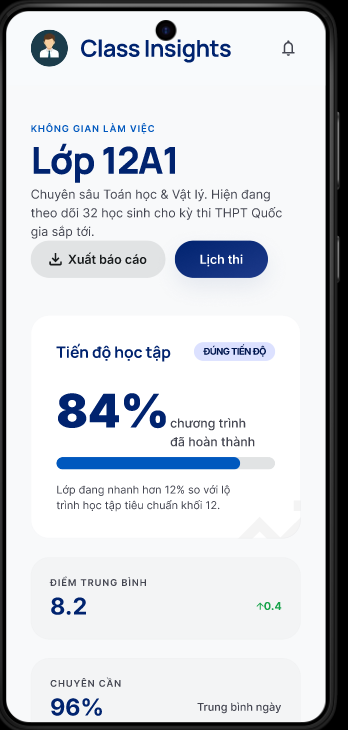 Class Insights
KHÔNG GIAN LÀM VIỆC
Lớp 12A1
Chuyên sâu Toán học & Vật lý. Hiện đang
theo dõi 32 học sinh cho kỳ thi THPT Quốc
gia sắp tới.
Xuất báo cáo
Lịch thi
Tiến độ học tập
ĐÚNG TIẾN ĐỘ
84% chương trình
đã hoàn thành
Lớp đang nhanh hơn 12% so với lộ
trình học tập tiêu chuẩn khối 12.
ĐIỂM TRUNG BÌNH
8.2
↑0.4
CHUYÊN CẦN
96%
Trung bình ngày